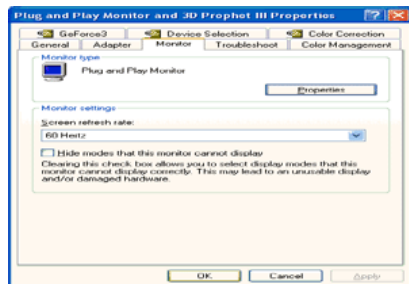 Plug and Play Monitor and 3D Prophet III Properties
GeForce3 Device Selection Color Correction
General Adapter Monitor Troubleshoot Color Management
Monitor type
Plug and Play Monitor
Properties
Monitor settings
Screen refresh rate:
60 Hertz
Hide modes that this monitor cannot display
Clearing this check box allows you to select display modes that this
monitor cannot display correctly. This may lead to an unusable display
and/or damaged hardware.
OK Cancel Apply